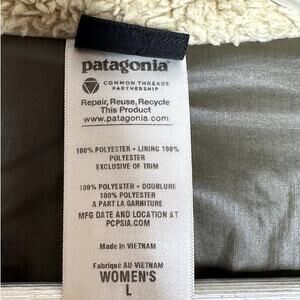 patagonia®
COMMON THREADS
PARTNERSHIP
Repair, Reuse, Recycle
This Product
www.patagonia.com
100% POLYESTER • LINING 100%
POLYESTER
EXCLUSIVE OF TRIM
100% POLYESTER • DOUBLURE
100% POLYESTER
A PART LA GARNITURE
MFG DATE AND LOCATION AT
PCPSIA.COM
Made in VIETNAM
Fabriqué AU VIETNAM
WOMEN'S
L